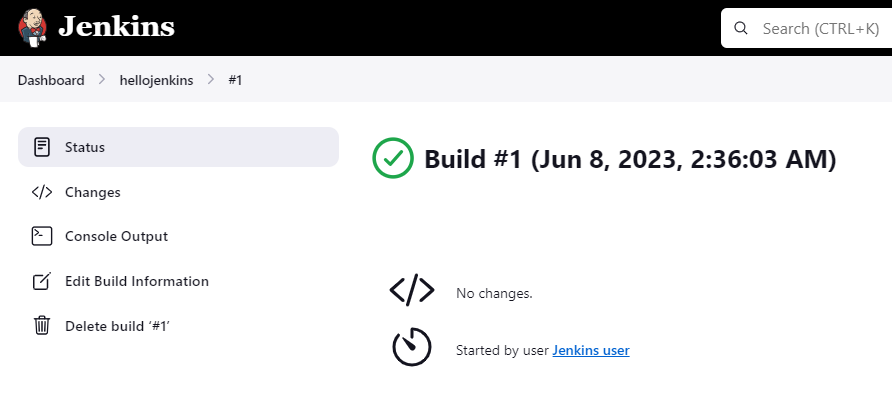 Jenkins
Search (CTRL+K)
Dashboard > hellojenkins > #1
Status
Changes
Console Output
Edit Build Information
Delete build ‘#1’
Build #1 (Jun 8, 2023, 2:36:03 AM)
No changes.
Started by user Jenkins user